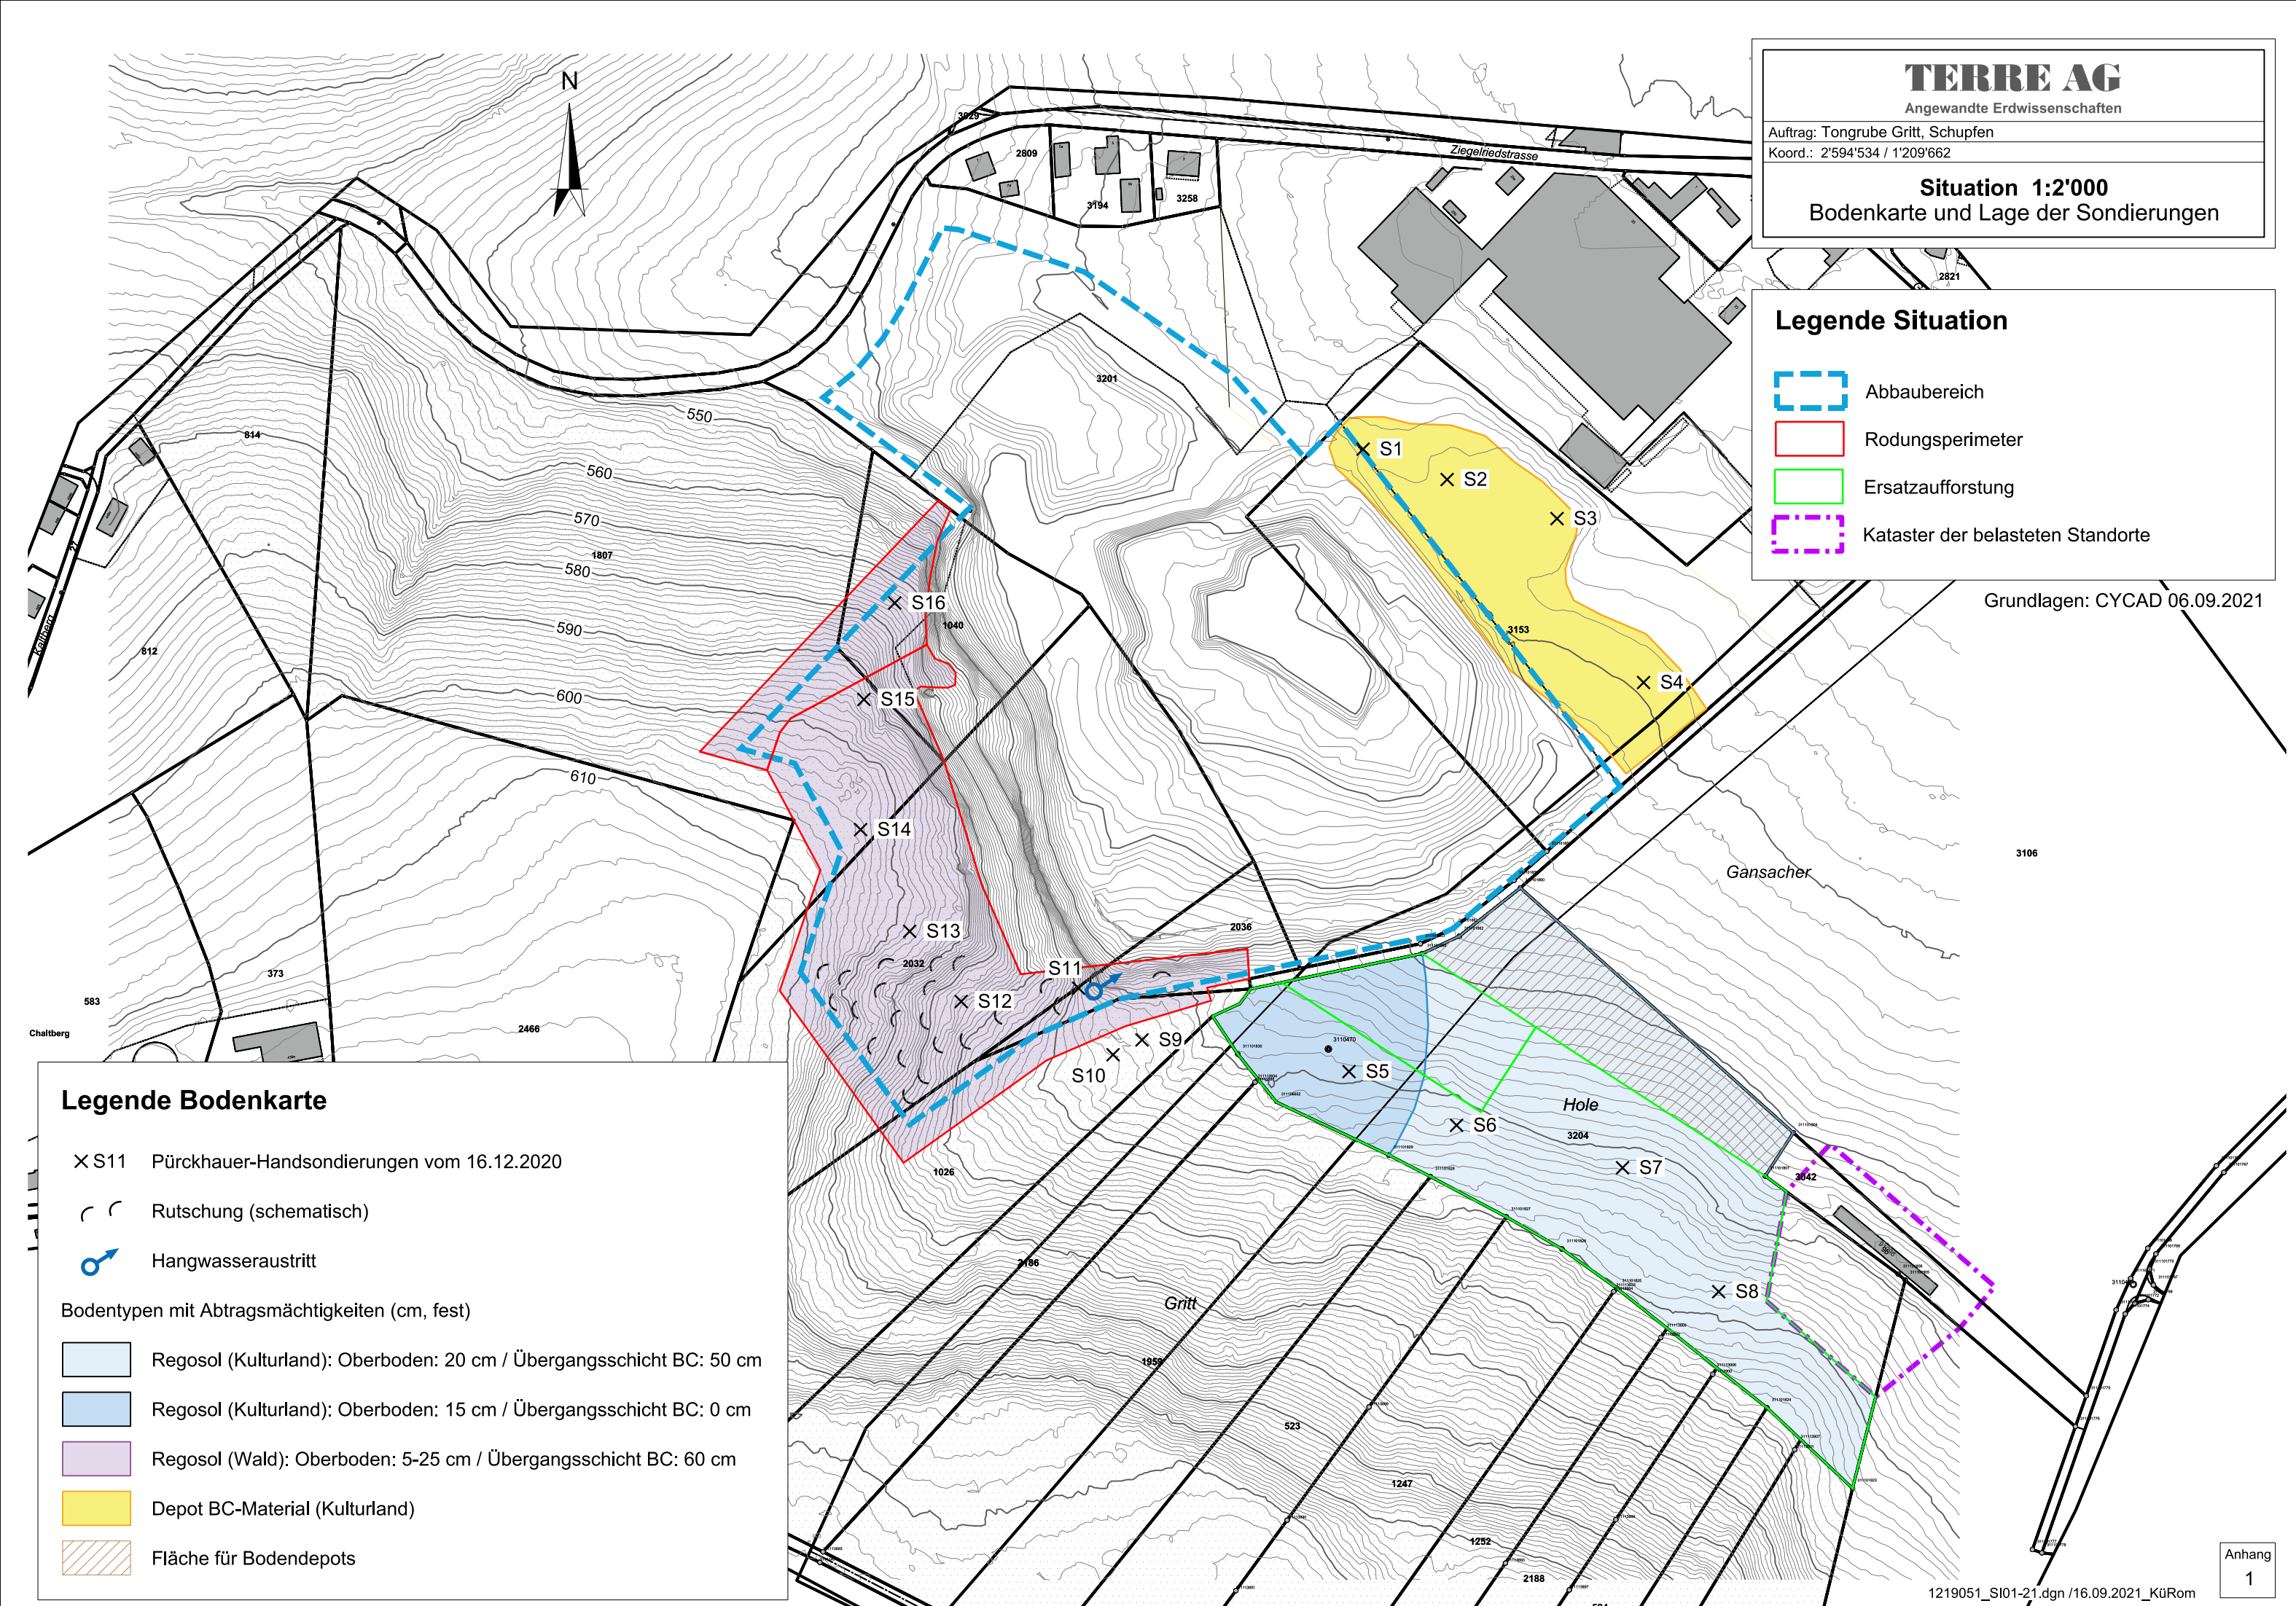 N
TERRE AG
Angewandte Erdwissenschaften
Auftrag: Tongrube Gritt, Schupfen
Koord.: 2'594'534 / 1'209'662
Situation 1:2'000
Bodenkarte und Lage der Sondierungen
Legende Situation
Abbaubereich
Rodungsperimeter
Ersatzaufforstung
Kataster der belasteten Standorte
Grundlagen: CYCAD 06.09.2021
3029
2809
3194
3258
Ziegelriedstrasse
2821
3201
814
550
560
570
1807
580
590
600
610
812
27
Kaltberg
1040
3153
3106
Gansacher
2036
2032
373
583
Chaltberg
2466
3110470
Hole
3204
3042
1026
2186
Gritt
1959
523
1247
1252
2188
S1
S2
S3
S4
S16
S15
S14
S13
S11
S12
S9
S10
S5
S6
S7
S8
Legende Bodenkarte
S11 Pürckhauer-Handsondierungen vom 16.12.2020
Rutschung (schematisch)
Hangwasseraustritt
Bodentypen mit Abtragsmächtigkeiten (cm, fest)
Regosol (Kulturland): Oberboden: 20 cm / Übergangsschicht BC: 50 cm
Regosol (Kulturland): Oberboden: 15 cm / Übergangsschicht BC: 0 cm
Regosol (Wald): Oberboden: 5-25 cm / Übergangsschicht BC: 60 cm
Depot BC-Material (Kulturland)
Fläche für Bodendepots
Anhang
1
1219051_SI01-21.dgn /16.09.2021_KüRom